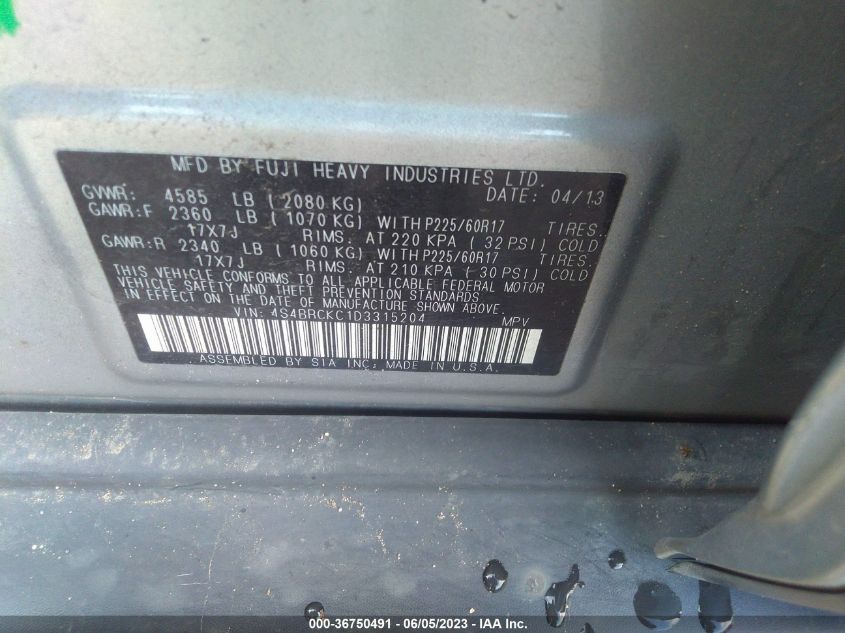 MFD BY FUJI HEAVY INDUSTRIES LTD.
GVWR: 4585 LB (2080 KG) DATE: 04/13
GAWR:F 2360 LB (1070 KG) WITH P225/60R17 TIRES
17X7J RIMS. AT 220 KPA (32 PSI) COLD
GAWR:R 2340 LB (1060 KG) WITH P225/60R17 TIRES
17X7J RIMS. AT 210 KPA (30 PSI) COLD
THIS VEHICLE CONFORMS TO ALL APPLICABLE FEDERAL MOTOR
VEHICLE SAFETY AND THEFT PREVENTION STANDARDS
IN EFFECT ON THE DATE OF MANUFACTURE SHOWN ABOVE.
VIN: 4S4BRCKC1D3315204 MPV
ASSEMBLED BY SIA INC, MADE IN U.S.A.
000-36750491 - 06/05/2023 - IAA Inc.